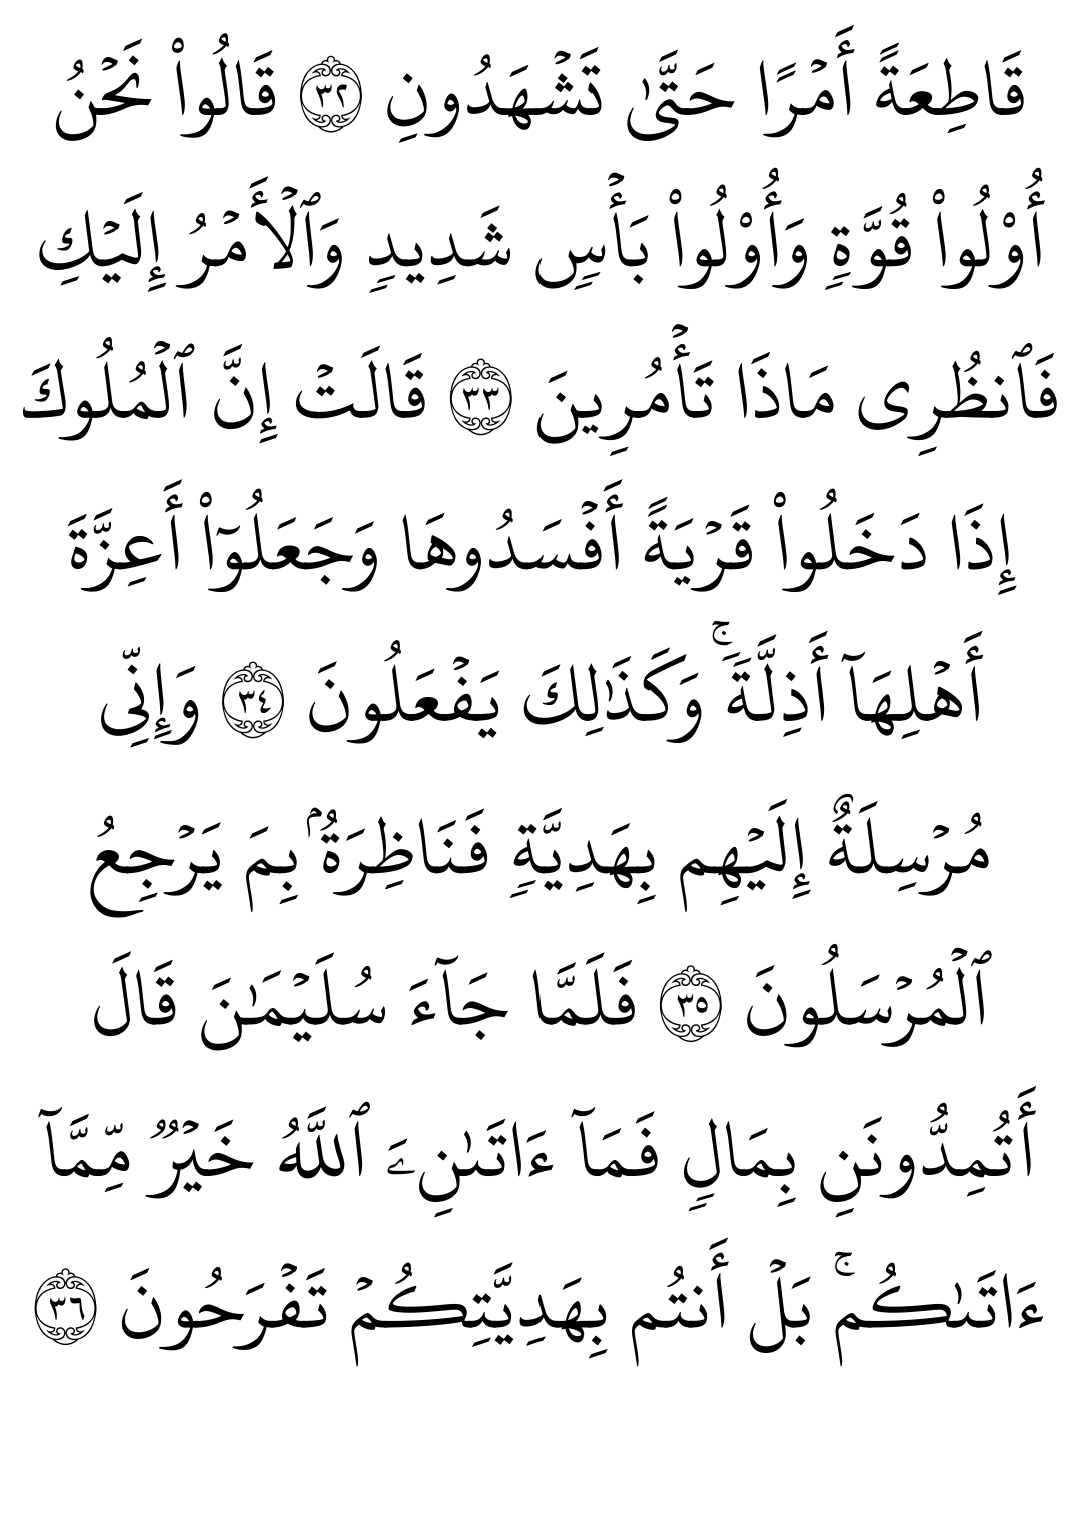 قَاطِعَةً أَمۡرًا حَتَّىٰ تَشۡهَدُونِ ٣٢ قَالُواْ نَحۡنُ
أُوْلُواْ قُوَّةٖ وَأُوْلُواْ بَأۡسٖ شَدِيدٖ وَٱلۡأَمۡرُ إِلَيۡكِ
فَٱنظُرِى مَاذَا تَأۡمُرِينَ ٣٣ قَالَتۡ إِنَّ ٱلۡمُلُوكَ
إِذَا دَخَلُواْ قَرۡيَةً أَفۡسَدُوهَا وَجَعَلُوٓاْ أَعِزَّةَ
أَهۡلِهَآ أَذِلَّةَۚ وَكَذَٰلِكَ يَفۡعَلُونَ ٣٤ وَإِنِّى
مُرۡسِلَةٌ إِلَيۡهِم بِهَدِيَّةٖ فَنَاظِرَةُۢ بِمَ يَرۡجِعُ
ٱلۡمُرۡسَلُونَ ٣٥ فَلَمَّا جَآءَ سُلَيۡمَٰنَ قَالَ
أَتُمِدُّونَنِ بِمَالٖ فَمَآ ءَاتَىٰنِۦَ ٱللَّهُ خَيۡرٞ مِّمَّآ
ءَاتَىٰكُمۚ بَلۡ أَنتُم بِهَدِيَّتِكُمۡ تَفۡرَحُونَ ٣٦